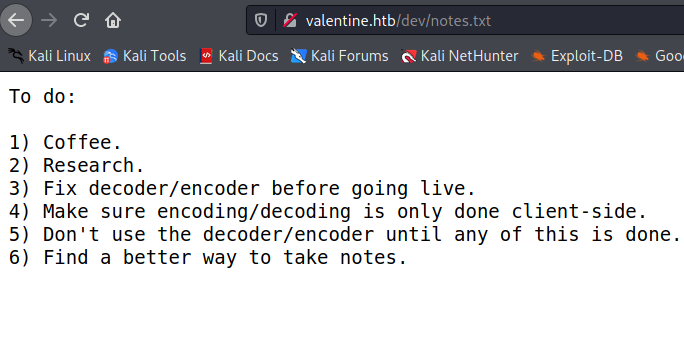 valentine.htb/dev/notes.txt
Kali Linux Kali Tools Kali Docs Kali Forums Kali NetHunter Exploit-DB Goo
To do:
1) Coffee.
2) Research.
3) Fix decoder/encoder before going live.
4) Make sure encoding/decoding is only done client-side.
5) Don't use the decoder/encoder until any of this is done.
6) Find a better way to take notes.